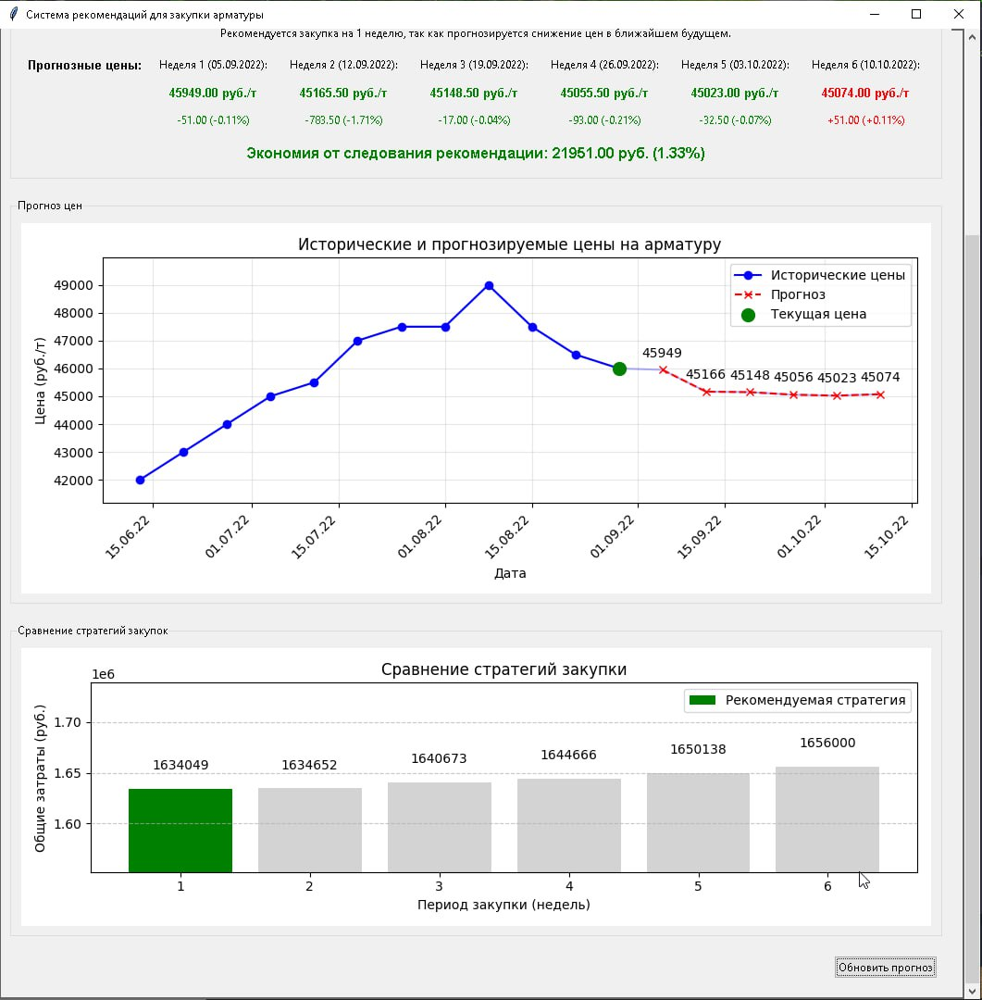 Система рекомендаций для закупки арматуры
Рекомендуется закупка на 1 неделю, так как прогнозируется снижение цен в ближайшем будущем.
Прогнозные цены: Неделя 1 (05.09.2022): Неделя 2 (12.09.2022): Неделя 3 (19.09.2022): Неделя 4 (26.09.2022): Неделя 5 (03.10.2022): Неделя 6 (10.10.2022):
45949.00 руб./т 45165.50 руб./т 45148.50 руб./т 45055.50 руб./т 45023.00 руб./т 45074.00 руб./т
-51.00 (-0.11%) -783.50 (-1.71%) -17.00 (-0.04%) -93.00 (-0.21%) -32.50 (-0.07%) +51.00 (+0.11%)
Экономия от следования рекомендации: 21951.00 руб. (1.33%)
Прогноз цен
Исторические и прогнозируемые цены на арматуру
Исторические цены
Прогноз
Текущая цена
Цена (руб./т)
49000
48000
47000
46000
45000
44000
43000
42000
45949 45166 45148 45056 45023 45074
15.06.22 01.07.22 15.07.22 01.08.22 15.08.22 01.09.22 15.09.22 01.10.22 15.10.22
Дата
Сравнение стратегий закупок
Сравнение стратегий закупки
1e6
Рекомендуемая стратегия
Общие затраты (руб.)
1.70
1.65
1.60
1634049 1634652 1640673 1644666 1650138 1656000
1 2 3 4 5 6
Период закупки (недель)
Обновить прогноз